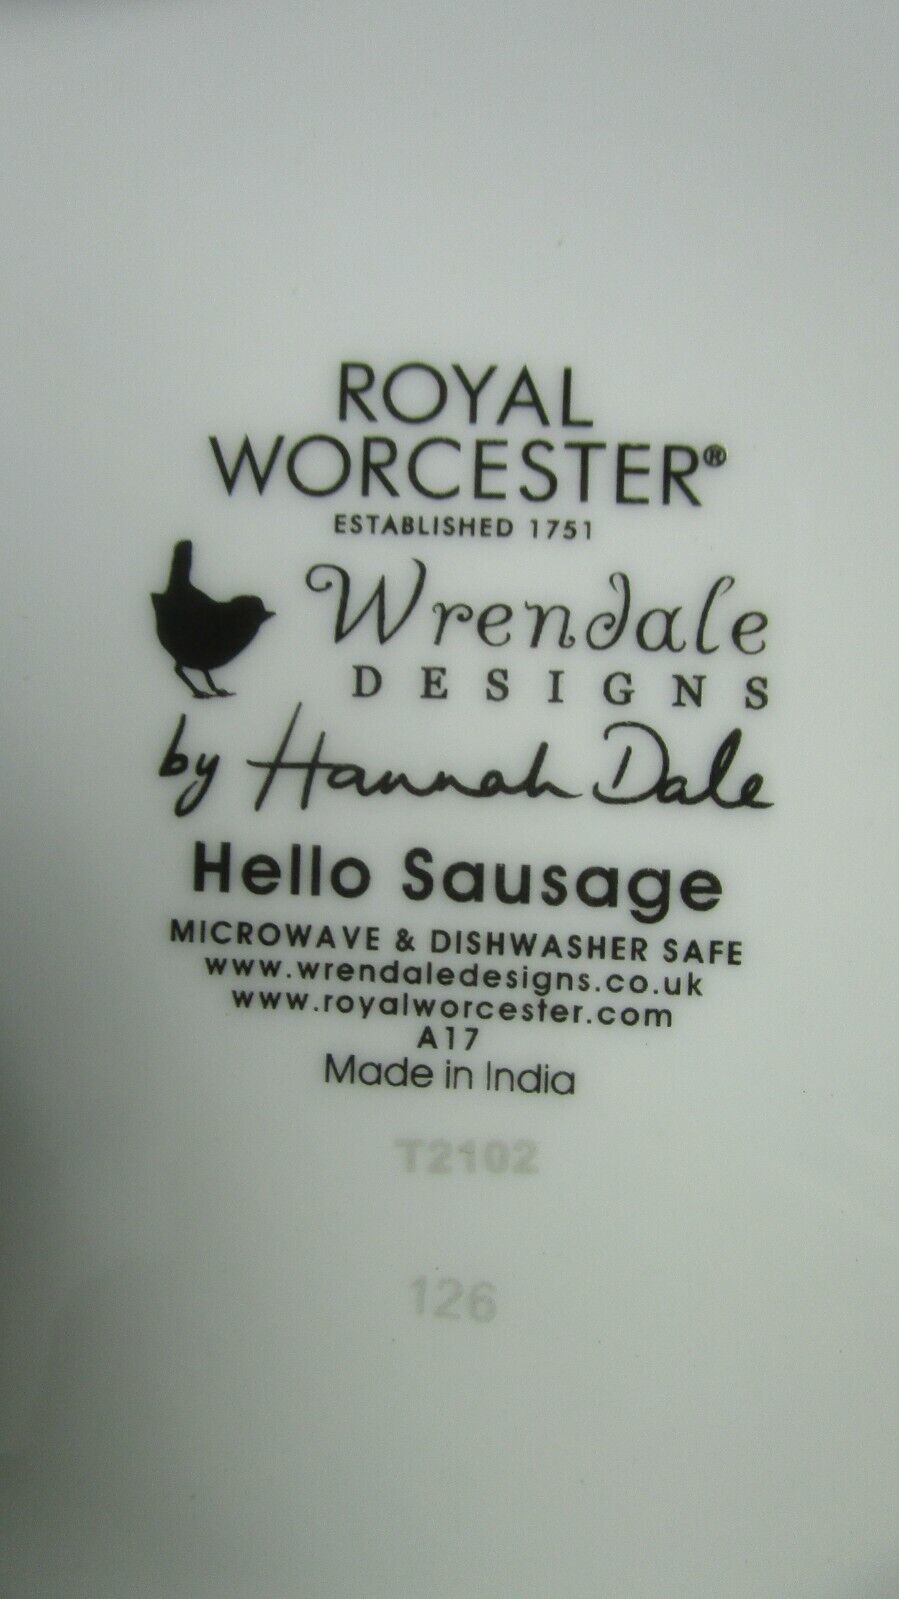 ROYAL
WORCESTER®
ESTABLISHED 1751
Wrendale
DESIGNS
by Hannah Dale
Hello Sausage
MICROWAVE & DISHWASHER SAFE
www.wrendaledesigns.co.uk
www.royalworcester.com
A17
Made in India
T2102
126